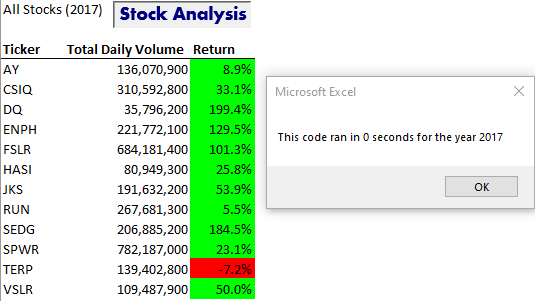 All Stocks (2017) Stock Analysis
Ticker Total Daily Volume Return
AY 136,070,900 8.9%
CSIQ 310,592,800 33.1%
DQ 35,796,200 199.4%
ENPH 221,772,100 129.5%
FSLR 684,181,400 101.3%
HASI 80,949,300 25.8%
JKS 191,632,200 53.9%
RUN 267,681,300 5.5%
SEDG 206,885,200 184.5%
SPWR 782,187,000 23.1%
TERP 139,402,800 -7.2%
VSLR 109,487,900 50.0%
Microsoft Excel
This code ran in 0 seconds for the year 2017
OK